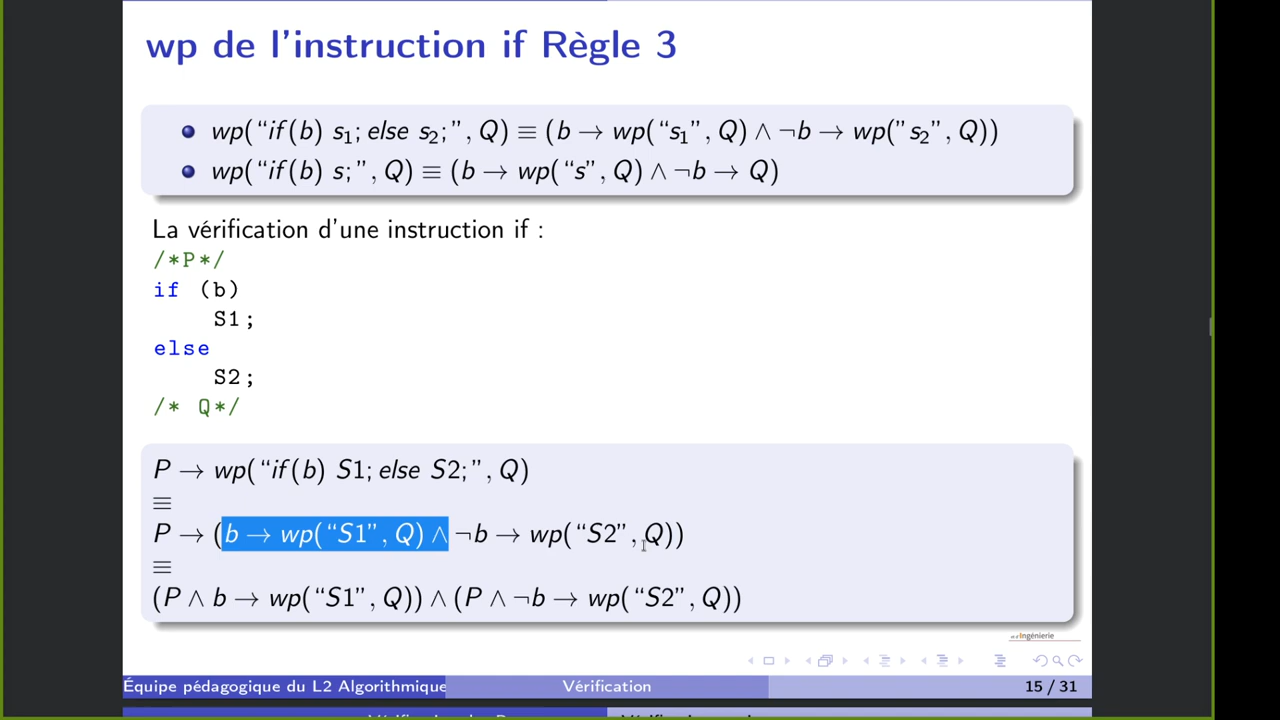 wp de l'instruction if Règle 3
wp(“if(b) s₁; else s₂;”, Q) ≡ (b → wp(“s₁”, Q) ∧ ¬b → wp(”s₂”, Q))
wp(“if(b) s;”, Q) ≡ (b → wp(“s”, Q) ∧ ¬b → Q)
La vérification d'une instruction if :
/*P*/
if (b)
S1;
else
S2;
/* Q*/
P → wp(“if(b) S1; else S2;”, Q)
≡
P → (b → wp(“S1”, Q) ∧ ¬b → wp(“S2”, Q))
≡
(P ∧ b → wp(“S1”, Q)) ∧ (P ∧ ¬b → wp(“S2”, Q))
Ingénierie
Équipe pédagogique du L2 Algorithmique
Vérification
15 / 31